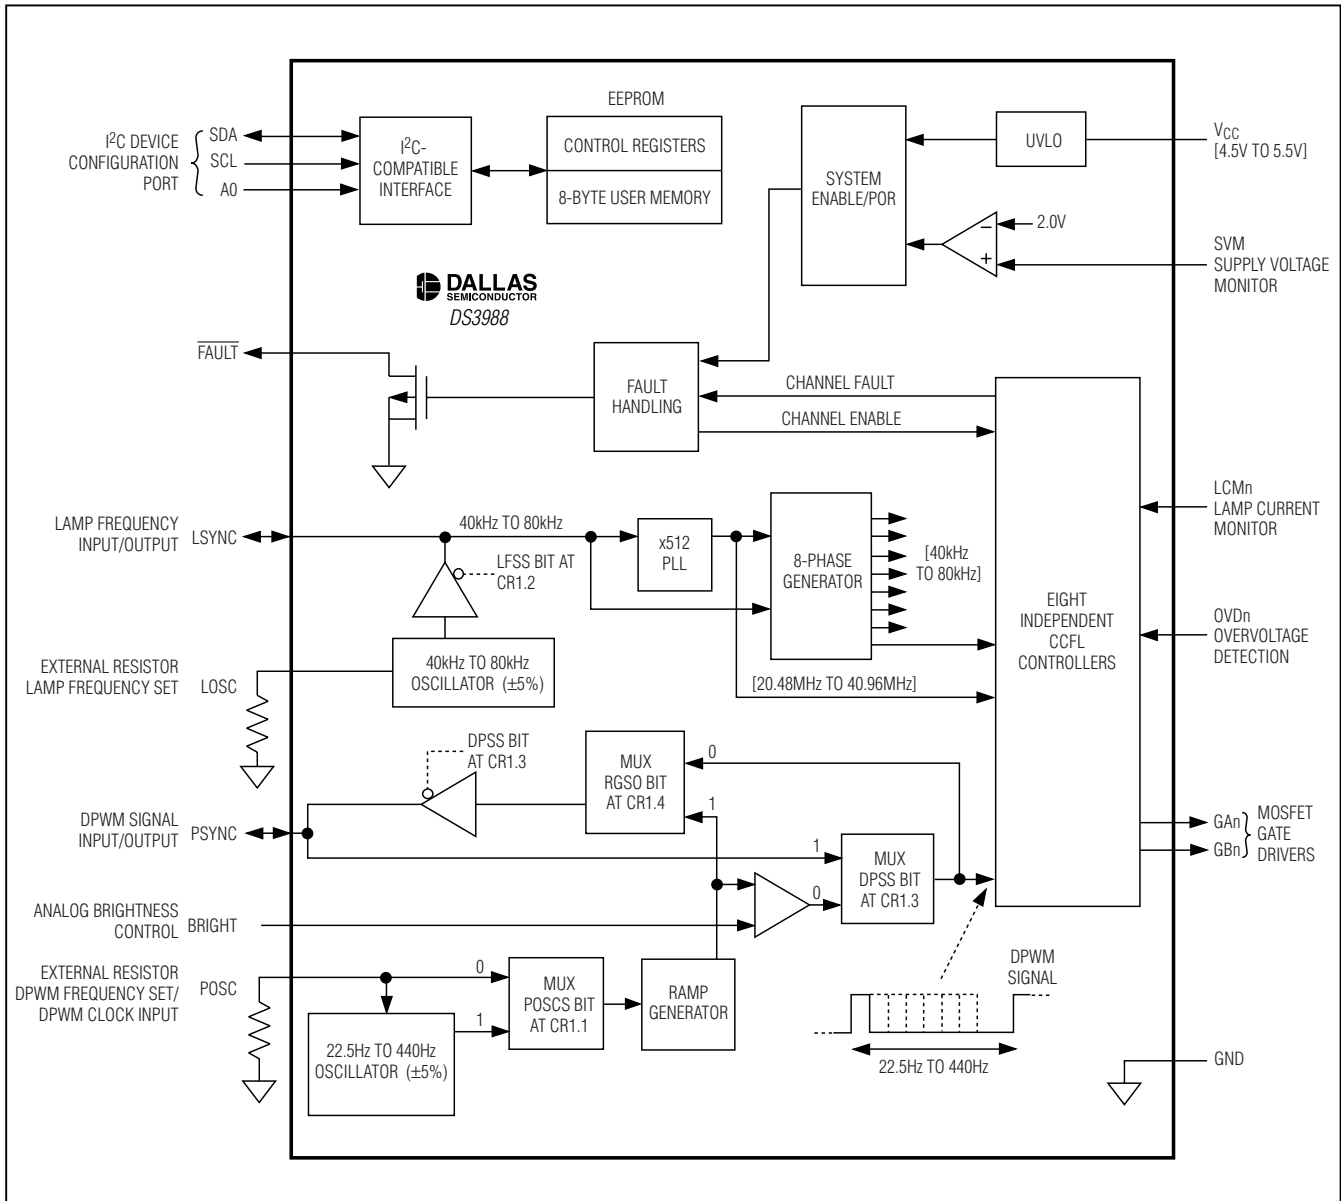 EEPROM
I²C DEVICE
CONFIGURATION
PORT
SDA
SCL
A0
I²C-
COMPATIBLE
INTERFACE
CONTROL REGISTERS
8-BYTE USER MEMORY
SYSTEM
ENABLE/POR
UVLO
VCC
[4.5V TO 5.5V]
2.0V
−
+
SVM
SUPPLY VOLTAGE
MONITOR
DALLAS
SEMICONDUCTOR
DS3988
FAULT
FAULT
HANDLING
CHANNEL FAULT
CHANNEL ENABLE
LAMP FREQUENCY
INPUT/OUTPUT
LSYNC
40kHz TO 80kHz
LFSS BIT AT
CR1.2
x512
PLL
8-PHASE
GENERATOR
[40kHz
TO 80kHz]
EIGHT
INDEPENDENT
CCFL
CONTROLLERS
LCMn
LAMP CURRENT
MONITOR
OVDn
OVERVOLTAGE
DETECTION
EXTERNAL RESISTOR
LAMP FREQUENCY SET
LOSC
40kHz TO 80kHz
OSCILLATOR (±5%)
[20.48MHz TO 40.96MHz]
DPSS BIT
AT CR1.3
MUX
RGSO BIT
AT CR1.4
0
1
DPWM SIGNAL
INPUT/OUTPUT
PSYNC
1
0
MUX
DPSS BIT
AT CR1.3
GAn
GBn
MOSFET
GATE
DRIVERS
ANALOG BRIGHTNESS
CONTROL
BRIGHT
EXTERNAL RESISTOR
DPWM FREQUENCY SET/
DPWM CLOCK INPUT
POSC
0
1
MUX
POSCS BIT
AT CR1.1
RAMP
GENERATOR
22.5Hz TO 440Hz
OSCILLATOR (±5%)
DPWM
SIGNAL
22.5Hz TO 440Hz
GND